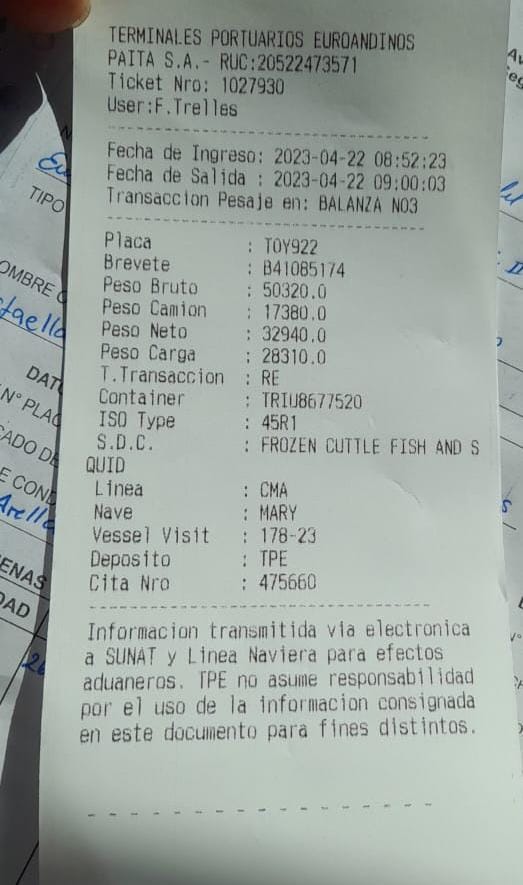 TERMINALES PORTUARIOS EUROANDINOS
PAITA S.A.- RUC:20522473571
Ticket Nro: 1027930
User:F.Trelles
Fecha de Ingreso: 2023-04-22 08:52:23
Fecha de Salida : 2023-04-22 09:00:03
Transaccion Pesaje en: BALANZA NO3
Placa : TOY922
Brevete : B41085174
Peso Bruto : 50320.0
Peso Camion : 17380.0
Peso Neto : 32940.0
Peso Carga : 28310.0
T.Transaccion : RE
Container : TRIU8677520
ISO Type : 45R1
S.D.C. : FROZEN CUTTLE FISH AND S
QUID
Linea : CMA
Nave : MARY
Vessel Visit : 178-23
Deposito : TPE
Cita Nro : 475660
Informacion transmitida via electronica
a SUNAT y Linea Naviera para efectos
aduaneros. TPE no asume responsabilidad
por el uso de la informacion consignada
en este documento para fines distintos.
TIPO